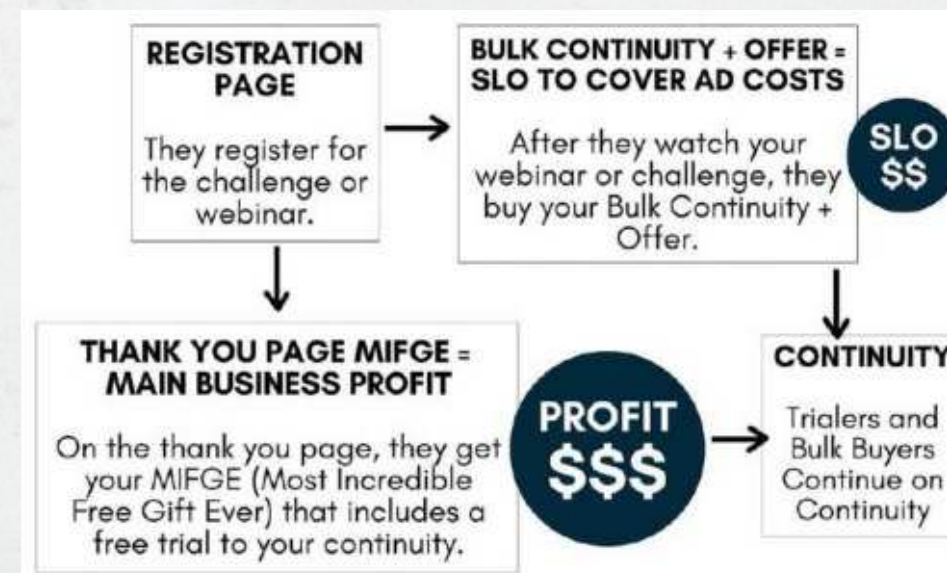 REGISTRATION
PAGE
They register for
the challenge or
webinar.
BULK CONTINUITY + OFFER =
SLO TO COVER AD COSTS
After they watch your
webinar or challenge, they
buy your Bulk Continuity +
Offer.
SLO
$$
THANK YOU PAGE MIFGE =
MAIN BUSINESS PROFIT
On the thank you page, they get
your MIFGE (Most Incredible
Free Gift Ever) that includes a
free trial to your continuity.
PROFIT
$$$
CONTINUITY
Trialers and
Bulk Buyers
Continue on
Continuity